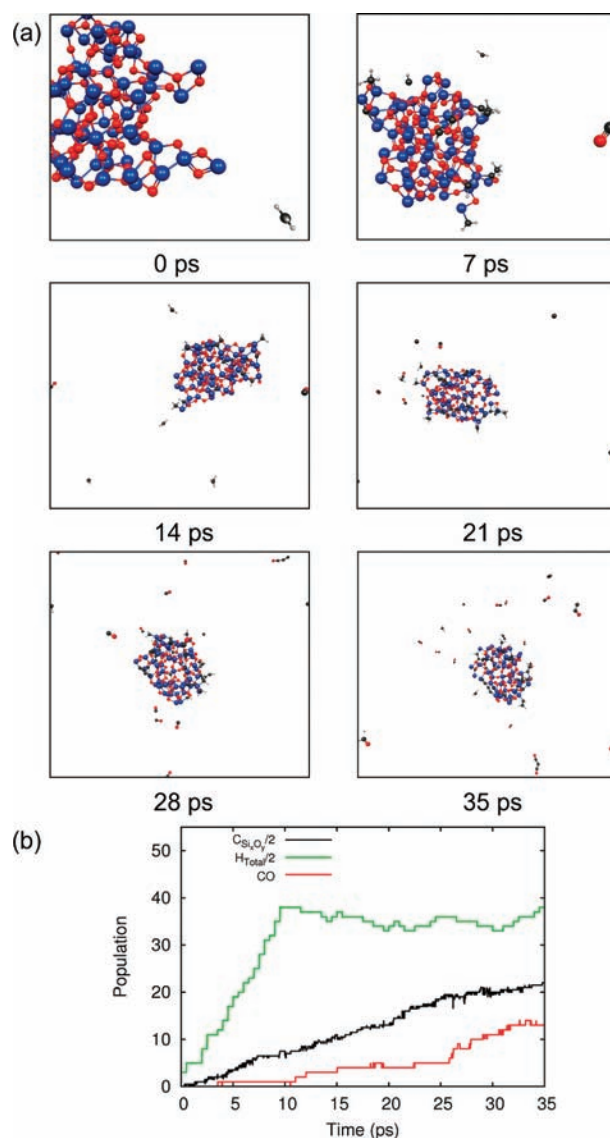 (a)
0 ps
7 ps
14 ps
21 ps
28 ps
35 ps
(b)
C_{Si_xO_y}/2
H_{Total}/2
CO
50
40
30
20
10
0
Population
0 5 10 15 20 25 30 35
Time (ps)